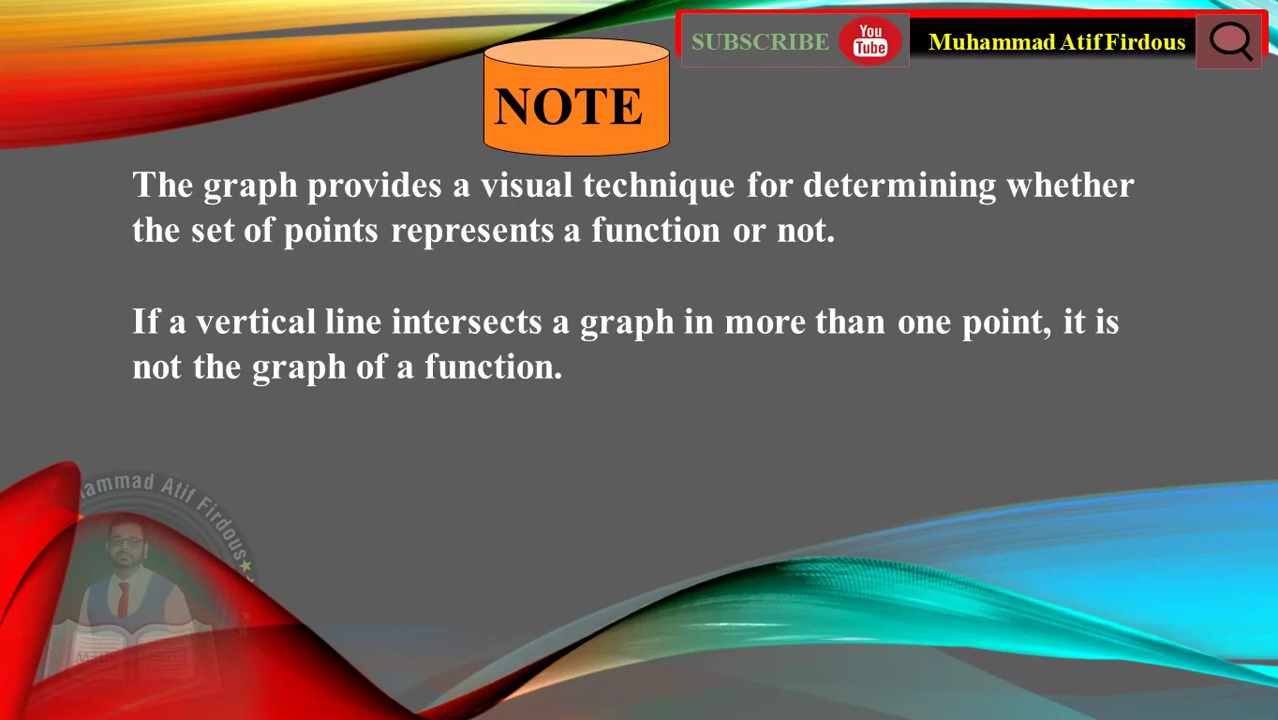 SUBSCRIBE
You
Tube
Muhammad Atif Firdous
NOTE
The graph provides a visual technique for determining whether
the set of points represents a function or not.
If a vertical line intersects a graph in more than one point, it is
not the graph of a function.
Atif Firdous